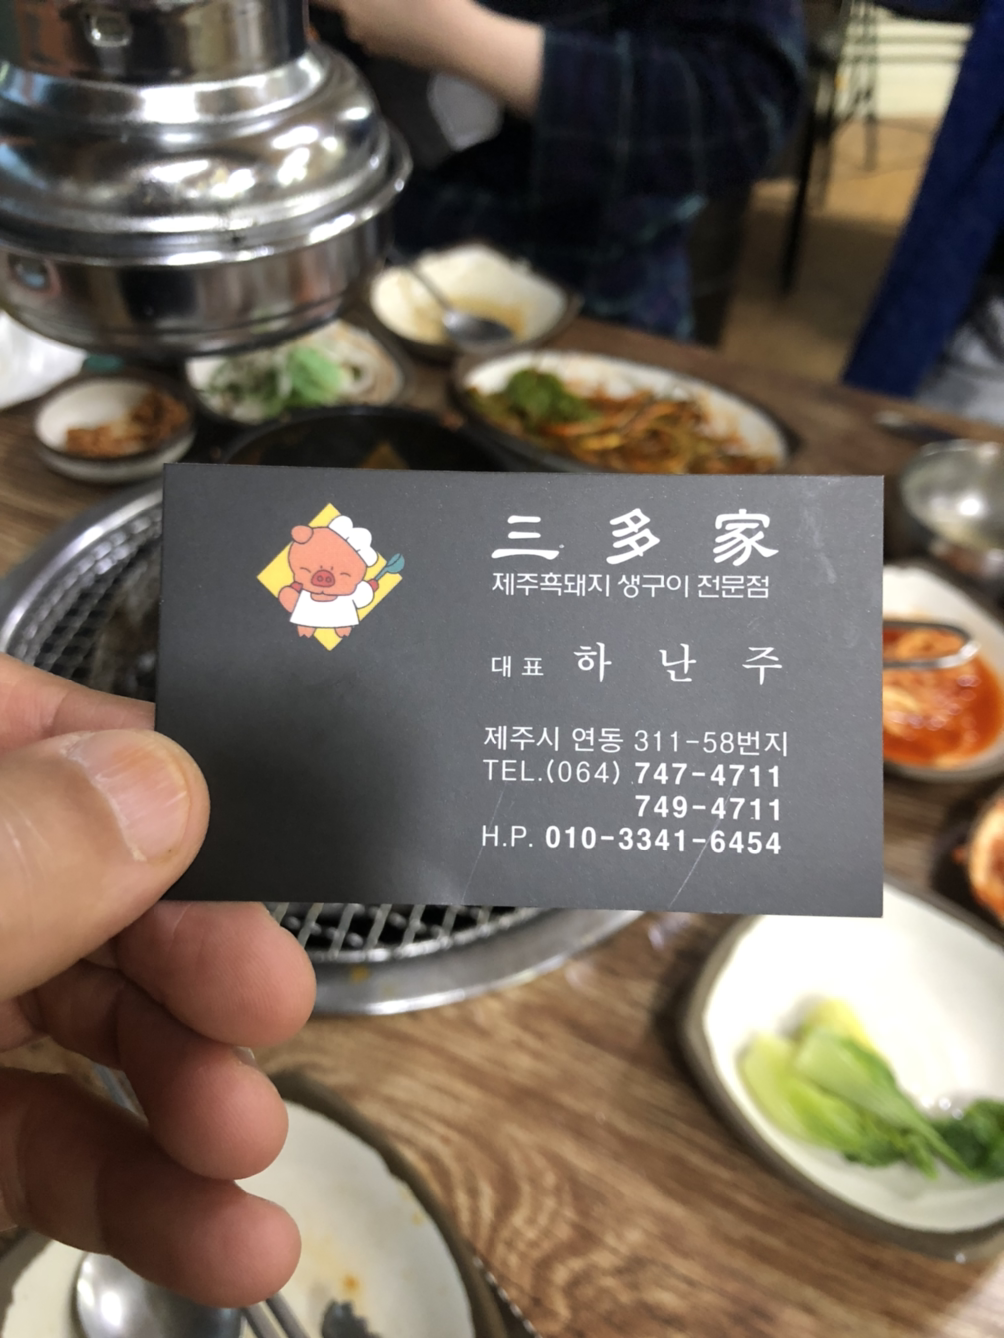 三多家
제주흑돼지 생구이 전문점
대표 하난주
제주시 연동 311-58번지
TEL.(064) 747-4711
749-4711
H.P. 010-3341-6454